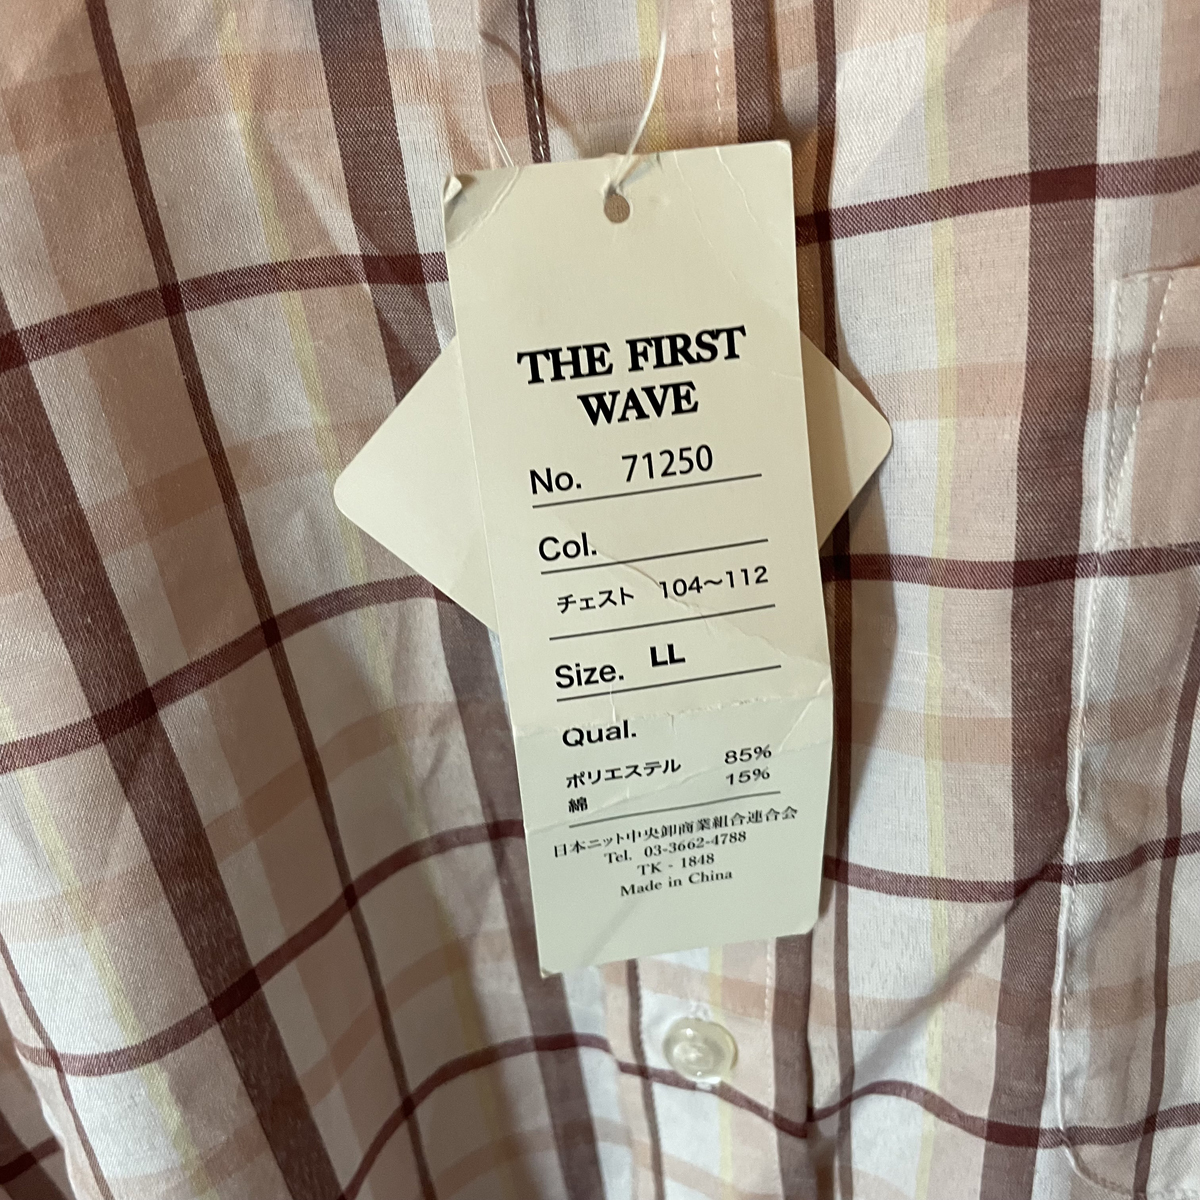 THE FIRST
WAVE
No. 71250
Col.
チェスト 104～112
Size. LL
Qual.
ポリエステル 85%
綿 15%
日本ニット中央卸商業組合連合会
Tel. 03-3662-4788
TK - 1848
Made in China